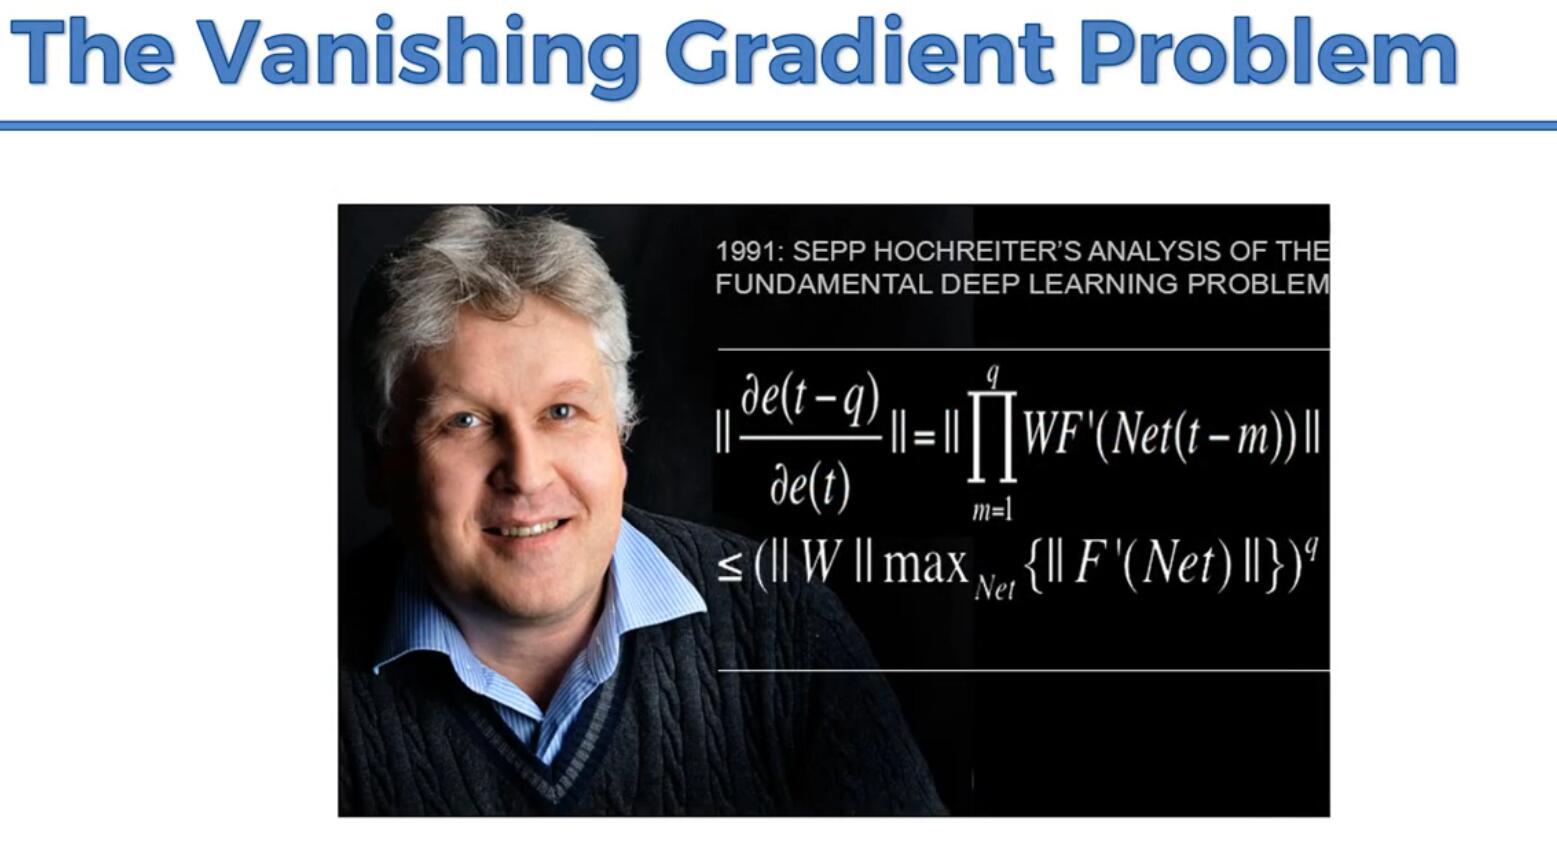 The Vanishing Gradient Problem
1991: SEPP HOCHREITER'S ANALYSIS OF THE
FUNDAMENTAL DEEP LEARNING PROBLEM
‖∂e(t−q)/∂e(t)‖=‖∏_{m=1}^{q} WF'(Net(t−m))‖
≤(‖W‖max_{Net}{‖F'(Net)‖})^q